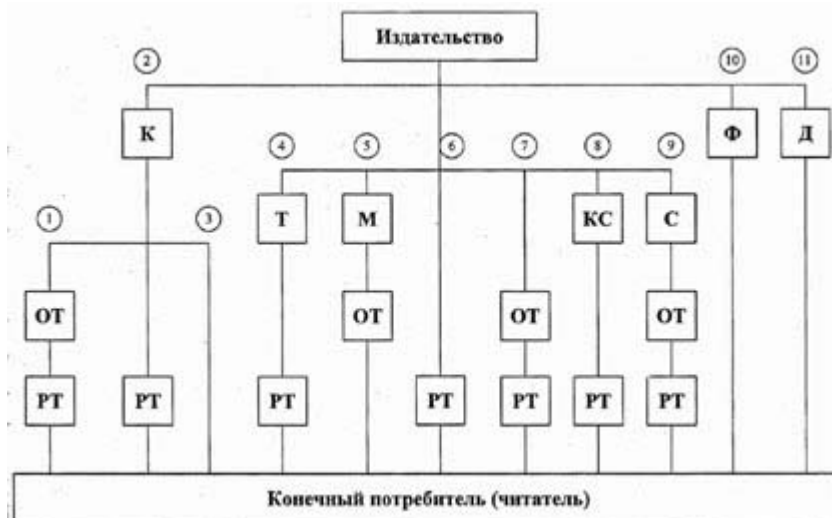 Издательство
2 10 11
К Ф Д
4 5 6 7 8 9
1 3
Т М КС С
ОТ ОТ ОТ ОТ
РТ РТ РТ РТ РТ РТ РТ
Конечный потребитель (читатель)